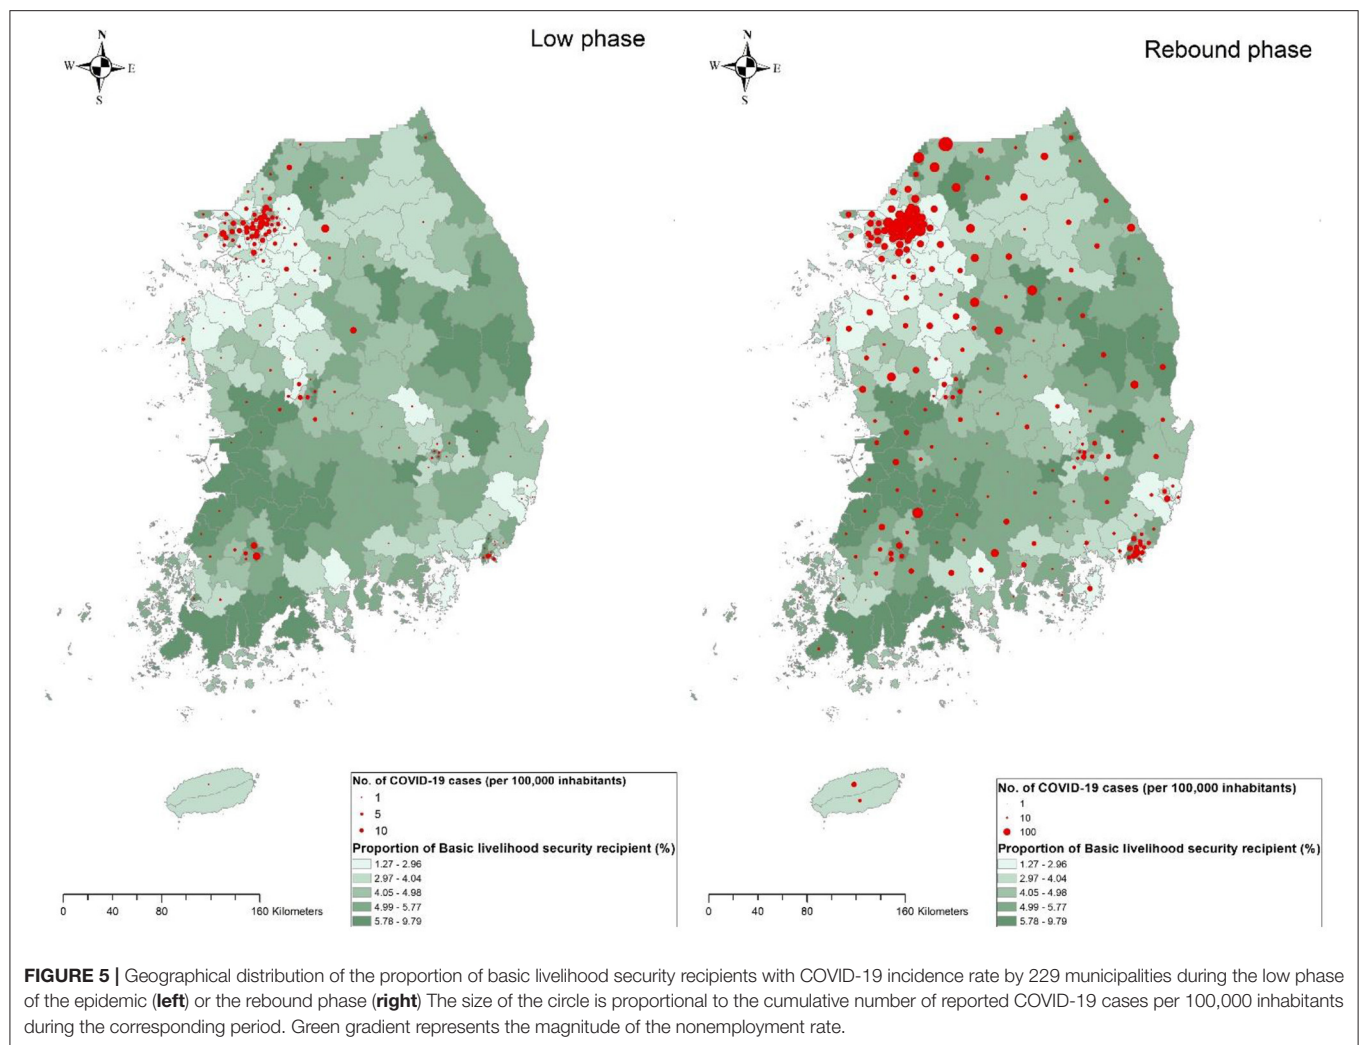 Low phase
N
W
E
S
No. of COVID-19 cases (per 100,000 inhabitants)
1
5
10
Proportion of Basic livelihood security recipient (%)
1.27 - 2.96
2.97 - 4.04
4.05 - 4.98
4.99 - 5.77
5.78 - 9.79
0 40 80 160 Kilometers
Rebound phase
N
W
E
S
No. of COVID-19 cases (per 100,000 inhabitants)
1
10
100
Proportion of Basic livelihood security recipient (%)
1.27 - 2.96
2.97 - 4.04
4.05 - 4.98
4.99 - 5.77
5.78 - 9.79
0 40 80 160 Kilometers
FIGURE 5 | Geographical distribution of the proportion of basic livelihood security recipients with COVID-19 incidence rate by 229 municipalities during the low phase
of the epidemic (left) or the rebound phase (right) The size of the circle is proportional to the cumulative number of reported COVID-19 cases per 100,000 inhabitants
during the corresponding period. Green gradient represents the magnitude of the nonemployment rate.